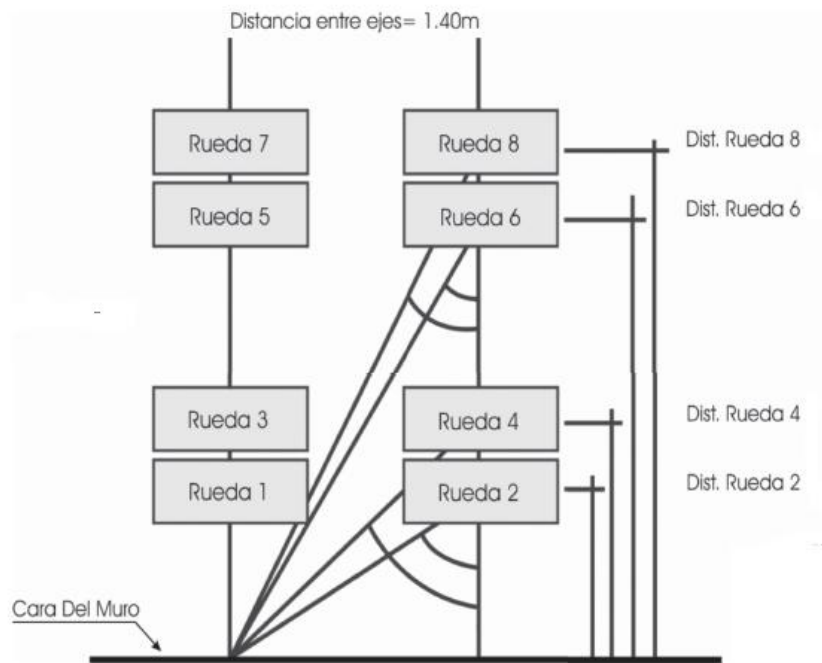 Distancia entre ejes= 1.40m
Rueda 7
Rueda 8
Dist. Rueda 8
Rueda 5
Rueda 6
Dist. Rueda 6
Rueda 3
Rueda 4
Dist. Rueda 4
Rueda 1
Rueda 2
Dist. Rueda 2
Cara Del Muro